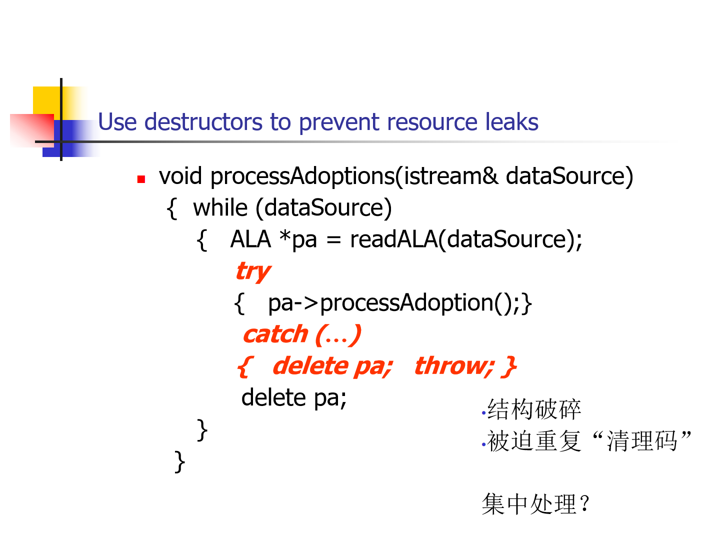 Use destructors to prevent resource leaks
void processAdoptions(istream& dataSource)
{ while (dataSource)
{ ALA *pa = readALA(dataSource);
try
{ pa->processAdoption();}
catch (…)
{ delete pa; throw; }
delete pa;
}
}
•结构破碎
•被迫重复“清理码”
集中处理？